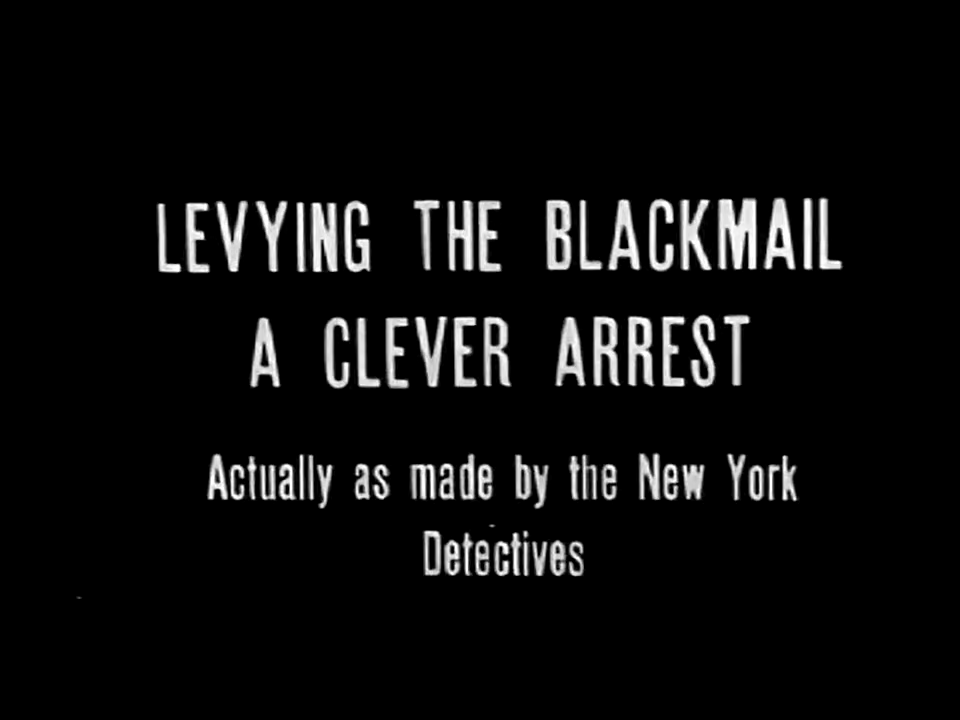 LEVYING THE BLACKMAIL
A CLEVER ARREST
Actually as made by the New York
Detectives